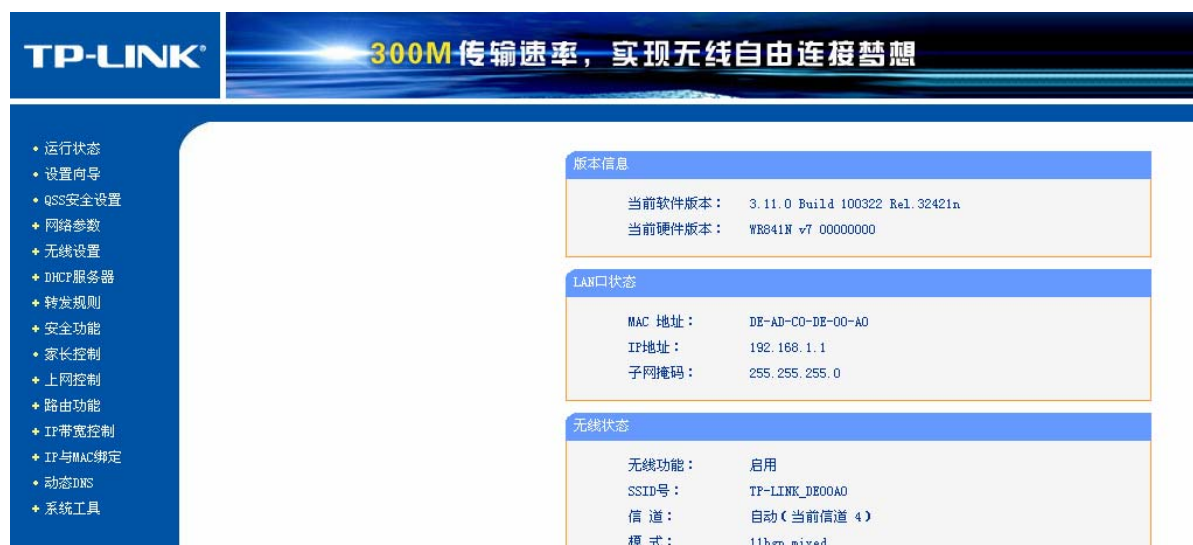 TP-LINK®
300M传输速率，实现无线自由连接梦想
运行状态
设置向导
QSS安全设置
网络参数
无线设置
DHCP服务器
转发规则
安全功能
家长控制
上网控制
路由功能
IP带宽控制
IP与MAC绑定
动态DNS
系统工具
版本信息
当前软件版本： 3.11.0 Build 100322 Rel.32421n
当前硬件版本： WR841N v7 00000000
LAN口状态
MAC 地址： DE-AD-C0-DE-00-A0
IP地址： 192.168.1.1
子网掩码： 255.255.255.0
无线状态
无线功能： 启用
SSID号： TP-LINK_DE00A0
信 道： 自动(当前信道 4)
模 式： 11bgn mixed